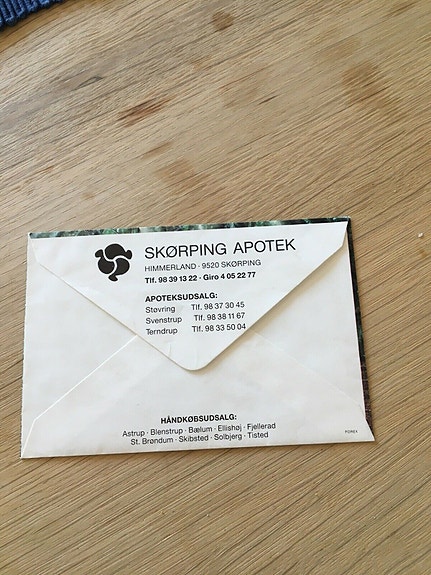 SKØRPING APOTEK
HIMMERLAND · 9520 SKØRPING
Tlf. 98 39 13 22 · Giro 4 05 22 77
APOTEKSUDSALG:
Støvring Tlf. 98 37 30 45
Svenstrup Tlf. 98 38 11 67
Terndrup Tlf. 98 33 50 04
HÅNDKØBSUDSALG:
Astrup · Blenstrup · Bælum · Ellishøj · Fjellerad
St. Brøndum · Skibsted · Solbjerg · Tisted